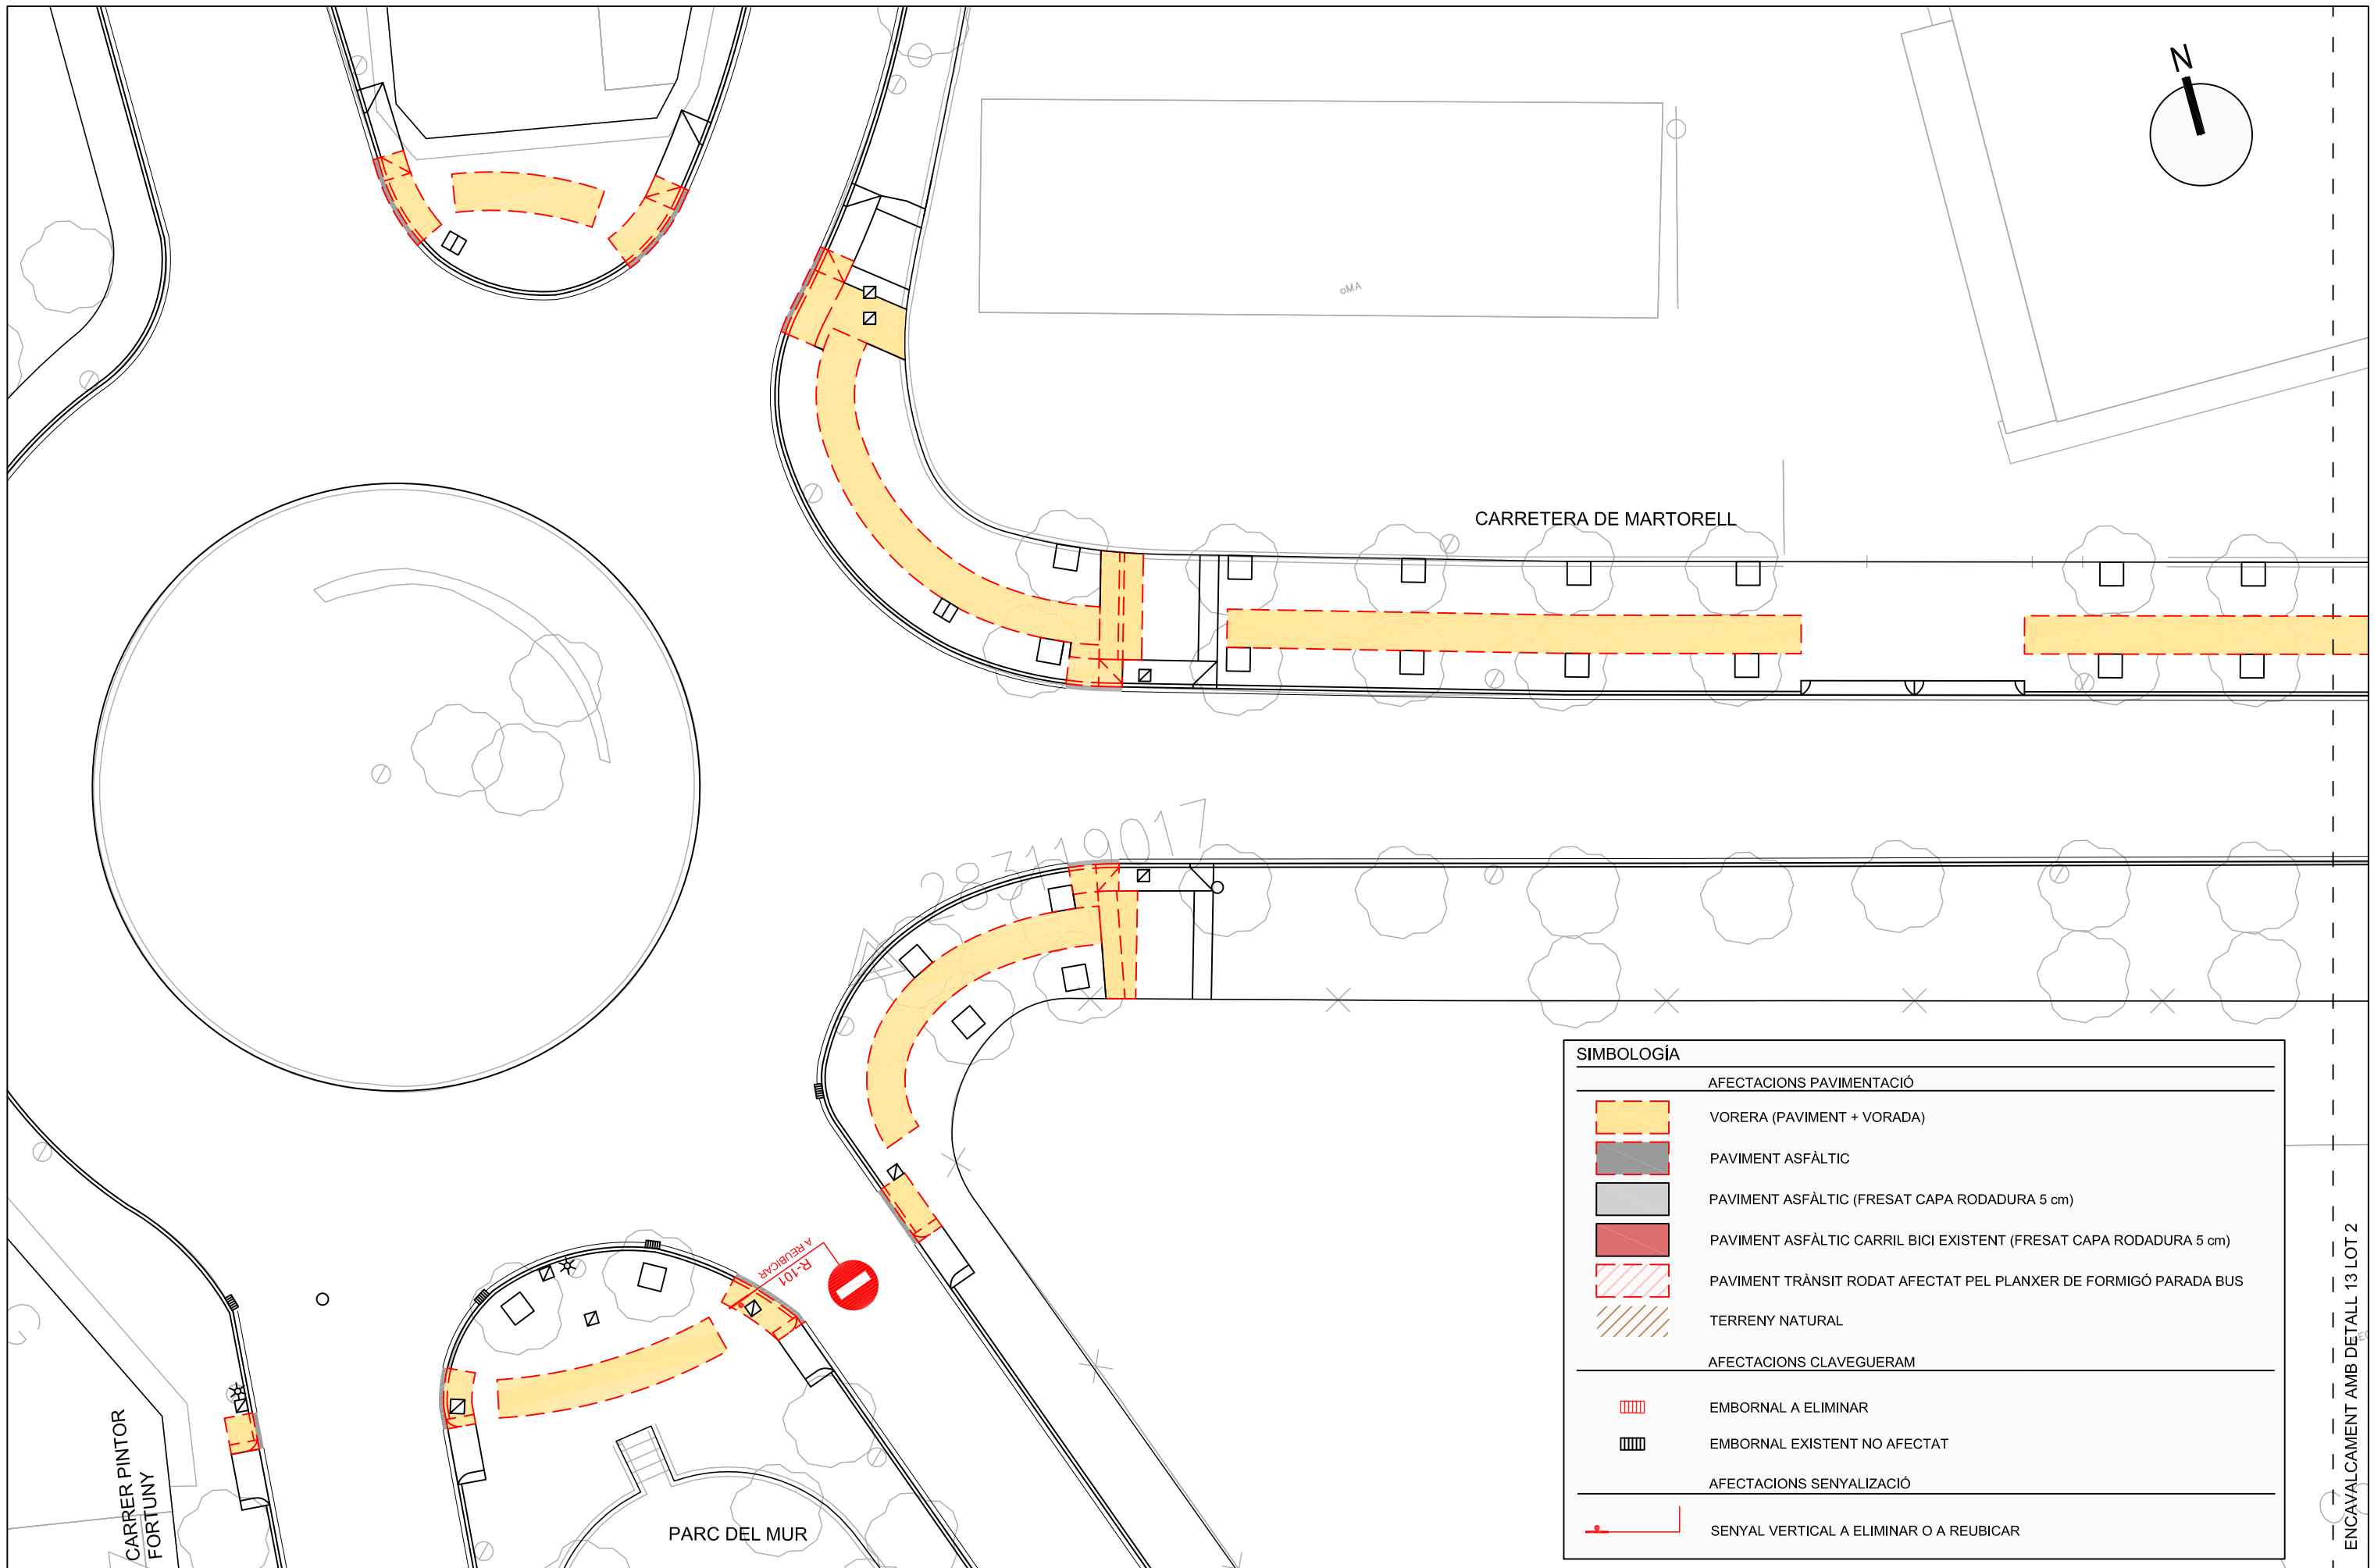 N
oMA
CARRETERA DE MARTORELL
A-283119017
A REUBICAR
R-101
CARRER PINTOR
FORTUNY
PARC DEL MUR
SIMBOLOGÍA
AFECTACIONS PAVIMENTACIÓ
VORERA (PAVIMENT + VORADA)
PAVIMENT ASFÀLTIC
PAVIMENT ASFÀLTIC (FRESAT CAPA RODADURA 5 cm)
PAVIMENT ASFÀLTIC CARRIL BICI EXISTENT (FRESAT CAPA RODADURA 5 cm)
PAVIMENT TRÀNSIT RODAT AFECTAT PEL PLANXER DE FORMIGÓ PARADA BUS
TERRENY NATURAL
AFECTACIONS CLAVEGUERAM
EMBORNAL A ELIMINAR
EMBORNAL EXISTENT NO AFECTAT
AFECTACIONS SENYALIZACIÓ
SENYAL VERTICAL A ELIMINAR O A REUBICAR
ENCAVALCAMENT AMB DETALL 13 LOT 2